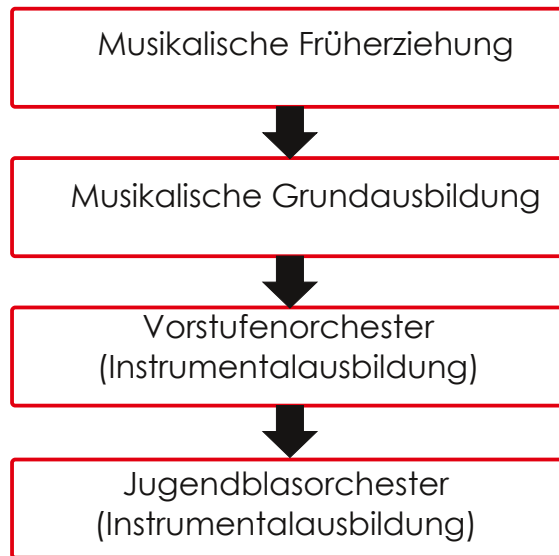 Musikalische Früherziehung
Musikalische Grundausbildung
Vorstufenorchester
(Instrumentalausbildung)
Jugendblasorchester
(Instrumentalausbildung)